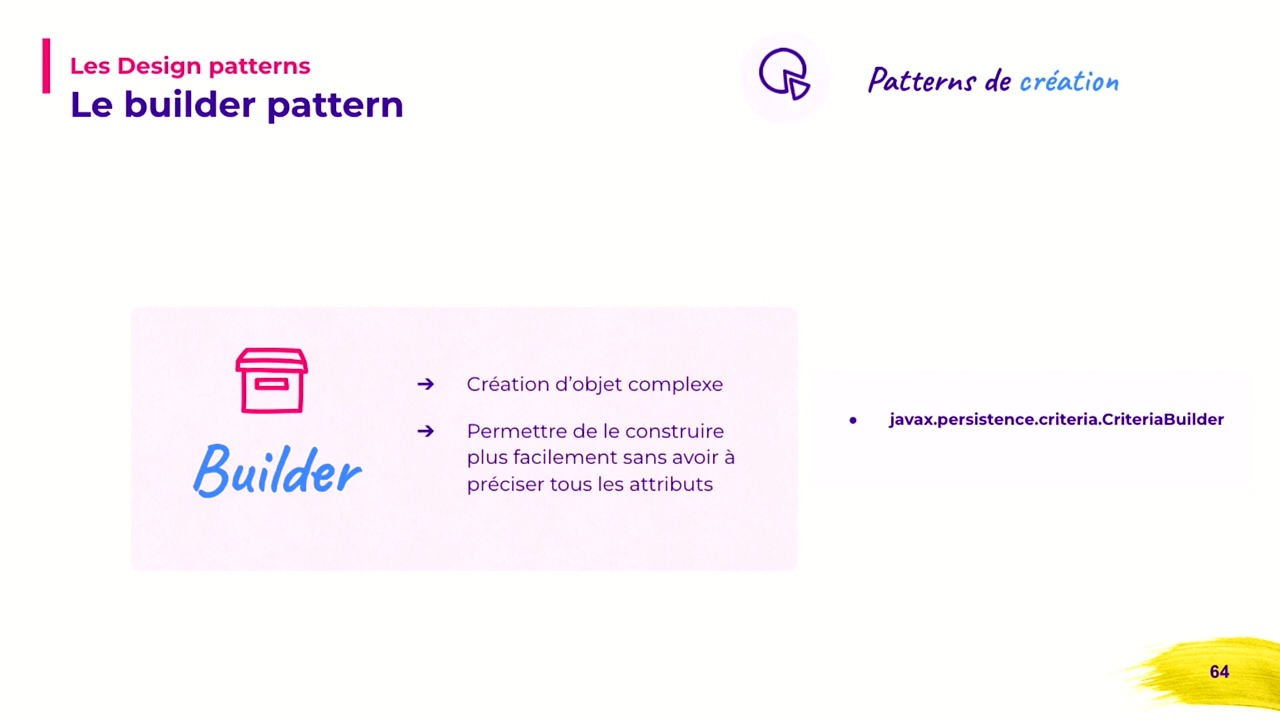 Les Design patterns
Le builder pattern
Patterns de création
Builder
➔ Création d’objet complexe
➔ Permettre de le construire
plus facilement sans avoir à
préciser tous les attributs
● javax.persistence.criteria.CriteriaBuilder
64